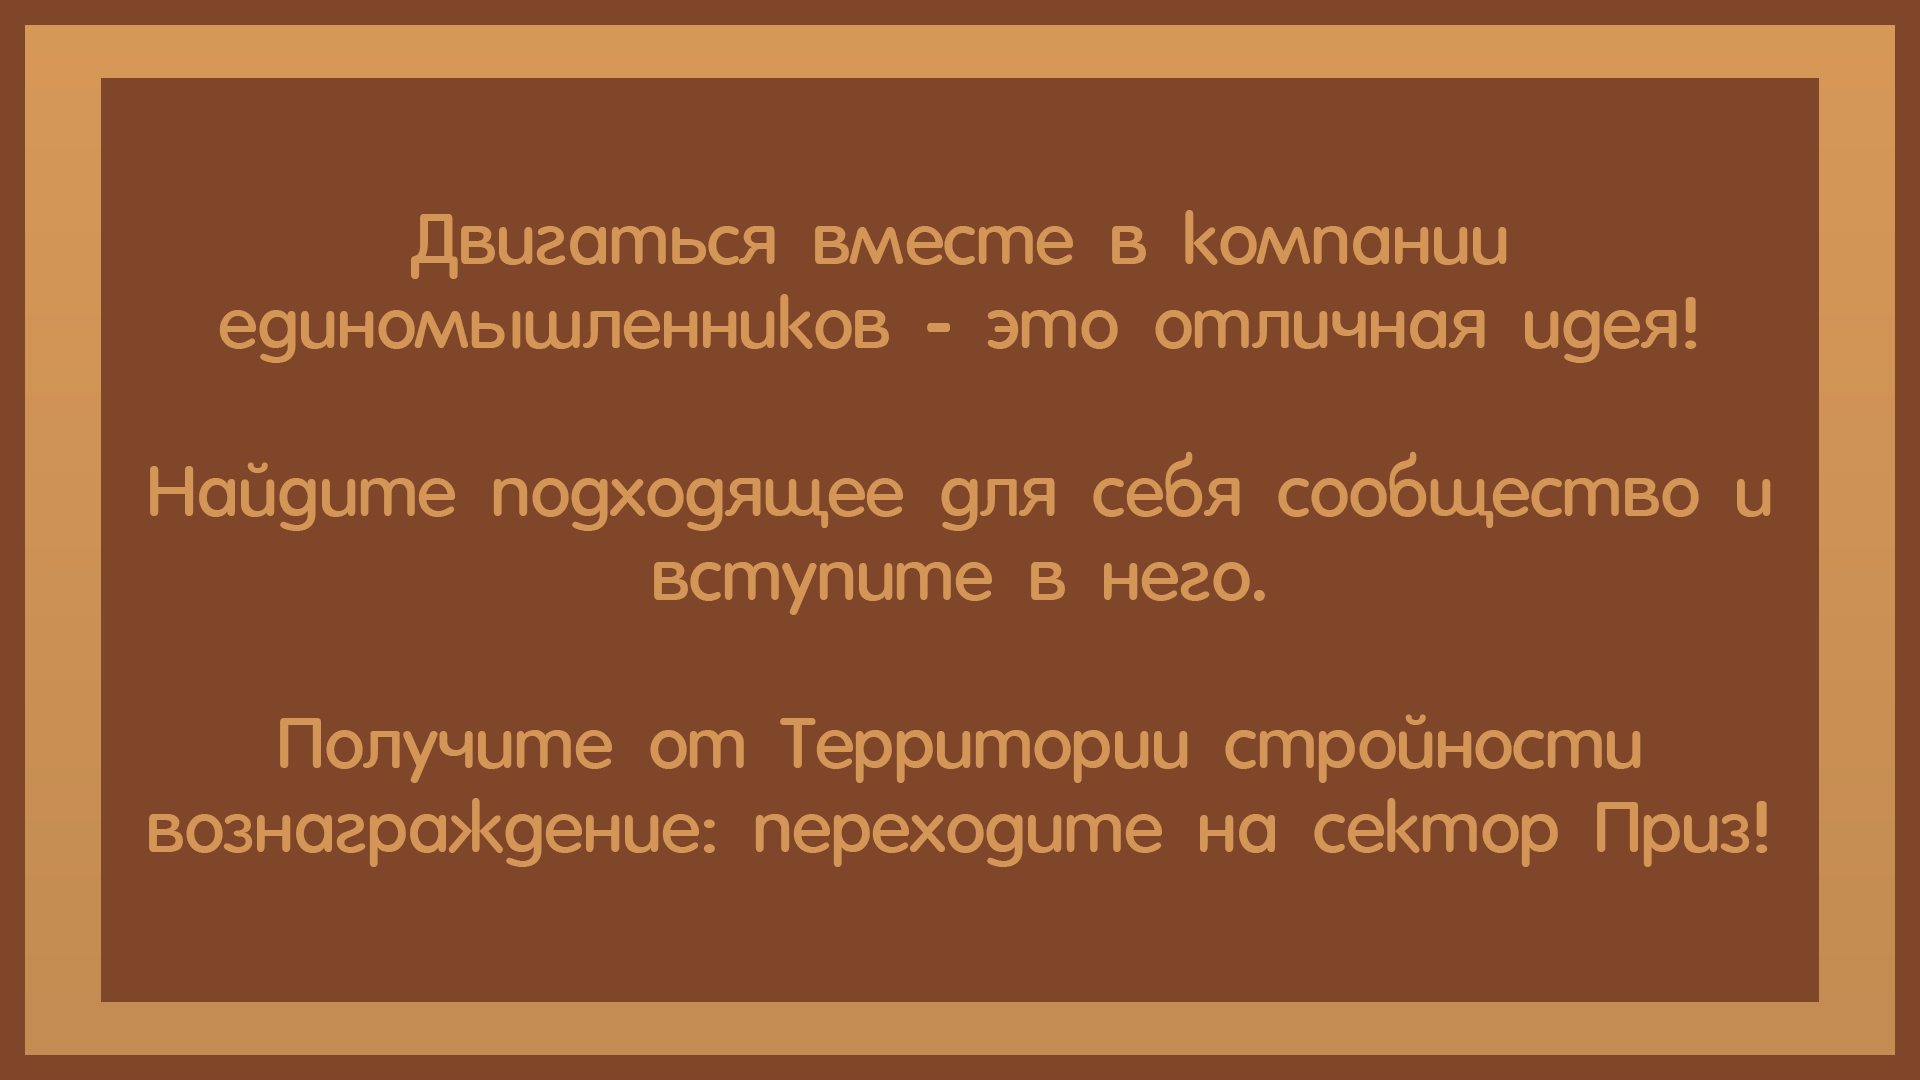 Двигаться вместе в компании
единомышленников - это отличная идея!
Найдите подходящее для себя сообщество и
вступите в него.
Получите от Территории стройности
вознаграждение: переходите на сектор Приз!